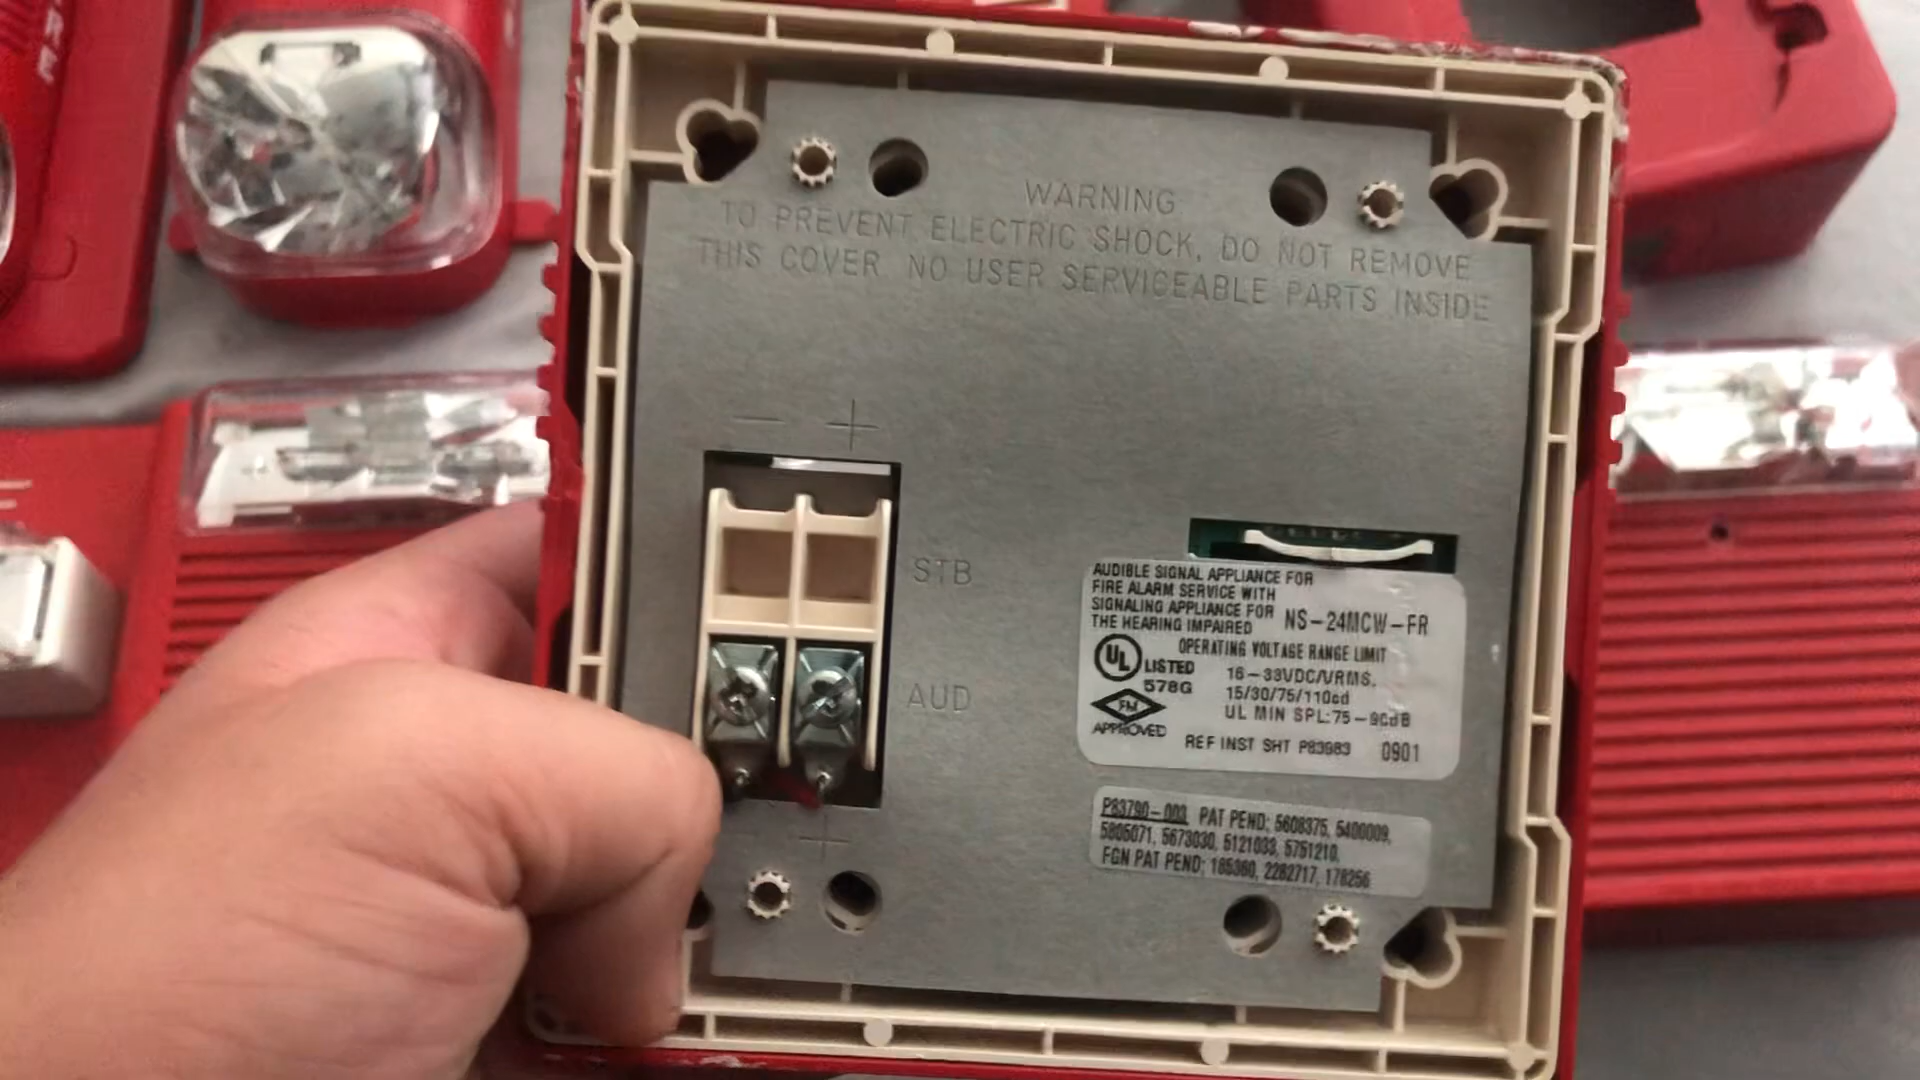 WARNING
TO PREVENT ELECTRIC SHOCK, DO NOT REMOVE
THIS COVER NO USER SERVICEABLE PARTS INSIDE
− +
STB
AUD
+
AUDIBLE SIGNAL APPLIANCE FOR
FIRE ALARM SERVICE WITH
SIGNALING APPLIANCE FOR NS-24MCW-FR
THE HEARING IMPAIRED
OPERATING VOLTAGE RANGE LIMIT
UL LISTED 16-33VDC/VRMS.
578G 15/30/75/110cd
FM UL MIN SPL:75-90dB
APPROVED
REF INST SHT P83983 0901
P83790-003 PAT PEND; 5608375, 5400009,
5805071, 5673030, 5121033, 5751210,
FGN PAT PEND; 185360, 2282717, 178256